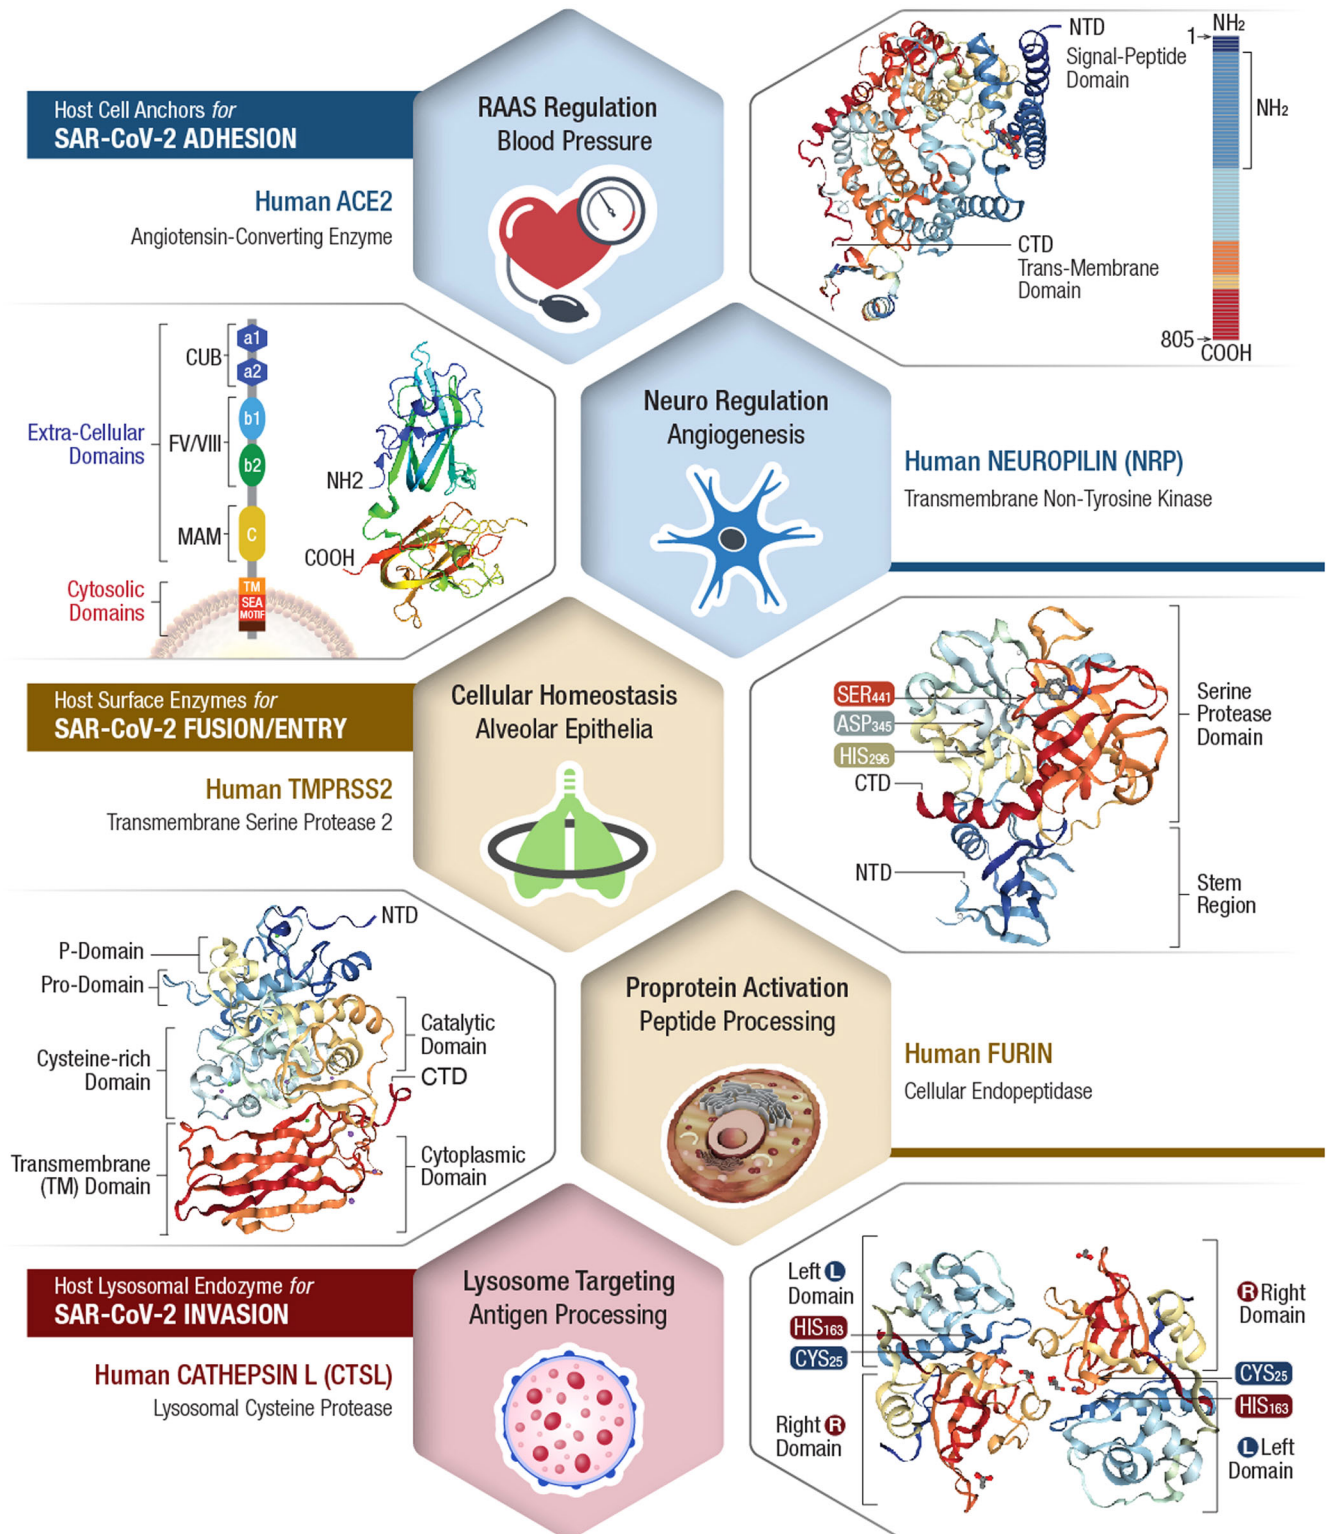 Host Cell Anchors for
SAR-CoV-2 ADHESION
Human ACE2
Angiotensin-Converting Enzyme
RAAS Regulation
Blood Pressure
NTD
Signal-Peptide
Domain
CTD
Trans-Membrane
Domain
NH2
1
NH2
805
COOH
Extra-Cellular
Domains
CUB
a1
a2
FV/VIII
b1
b2
MAM
C
Cytosolic
Domains
TM
SEA
MOTIF
NH2
COOH
Neuro Regulation
Angiogenesis
Human NEUROPILIN (NRP)
Transmembrane Non-Tyrosine Kinase
Host Surface Enzymes for
SAR-CoV-2 FUSION/ENTRY
Human TMPRSS2
Transmembrane Serine Protease 2
Cellular Homeostasis
Alveolar Epithelia
SER441
ASP345
HIS296
CTD
NTD
Serine
Protease
Domain
Stem
Region
NTD
P-Domain
Pro-Domain
Cysteine-rich
Domain
Transmembrane
(TM) Domain
Catalytic
Domain
CTD
Cytoplasmic
Domain
Proprotein Activation
Peptide Processing
Human FURIN
Cellular Endopeptidase
Host Lysosomal Endozyme for
SAR-CoV-2 INVASION
Human CATHEPSIN L (CTSL)
Lysosomal Cysteine Protease
Lysosome Targeting
Antigen Processing
Left L
Domain
HIS163
CYS25
Right R
Domain
R Right
Domain
CYS25
HIS163
L Left
Domain